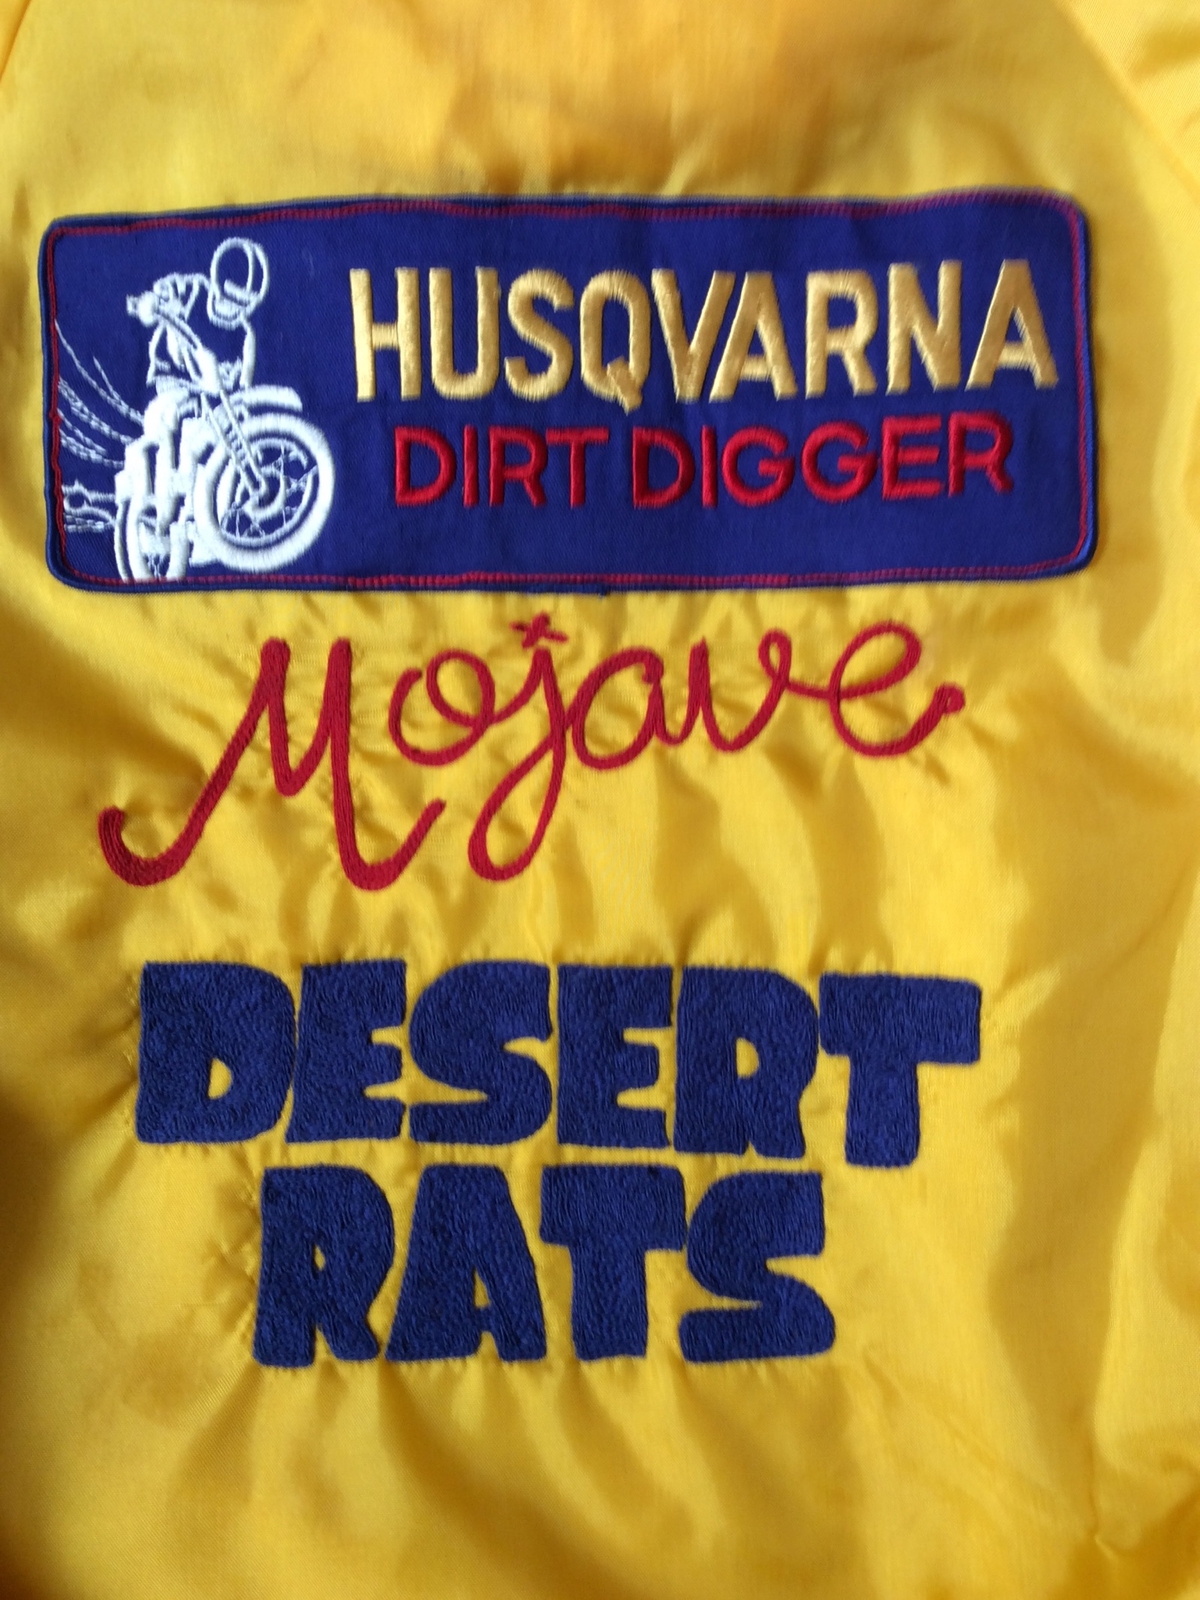 HUSQVARNA
DIRT DIGGER
Mojave
DESERT
RATS